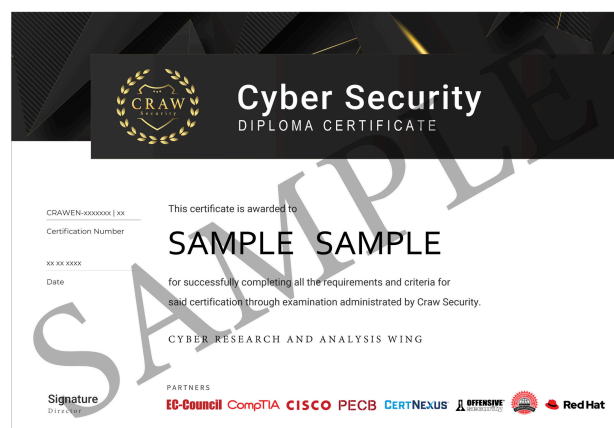 CRAW
Security
Cyber Security
DIPLOMA CERTIFICATE
SAMPLE
CRAWEN-xxxxxxx | xx
Certification Number
xx xx xxxx
Date
This certificate is awarded to
SAMPLE SAMPLE
for successfully completing all the requirements and criteria for
said certification through examination administrated by Craw Security.
CYBER RESEARCH AND ANALYSIS WING
Signature
Director
PARTNERS
EC-Council CompTIA CISCO PECB CERTNEXUS OFFENSIVE security Red Hat